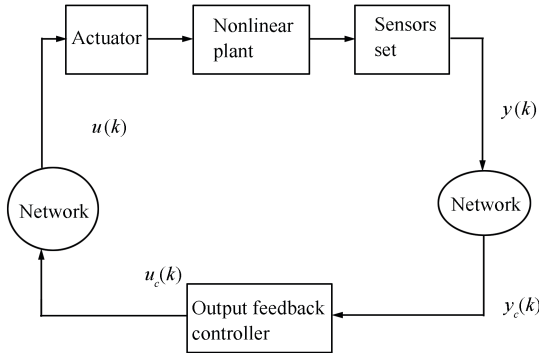 Actuator
Nonlinear
plant
Sensors
set
u(k)
y(k)
Network
Network
u_c(k)
Output feedback
controller
y_c(k)